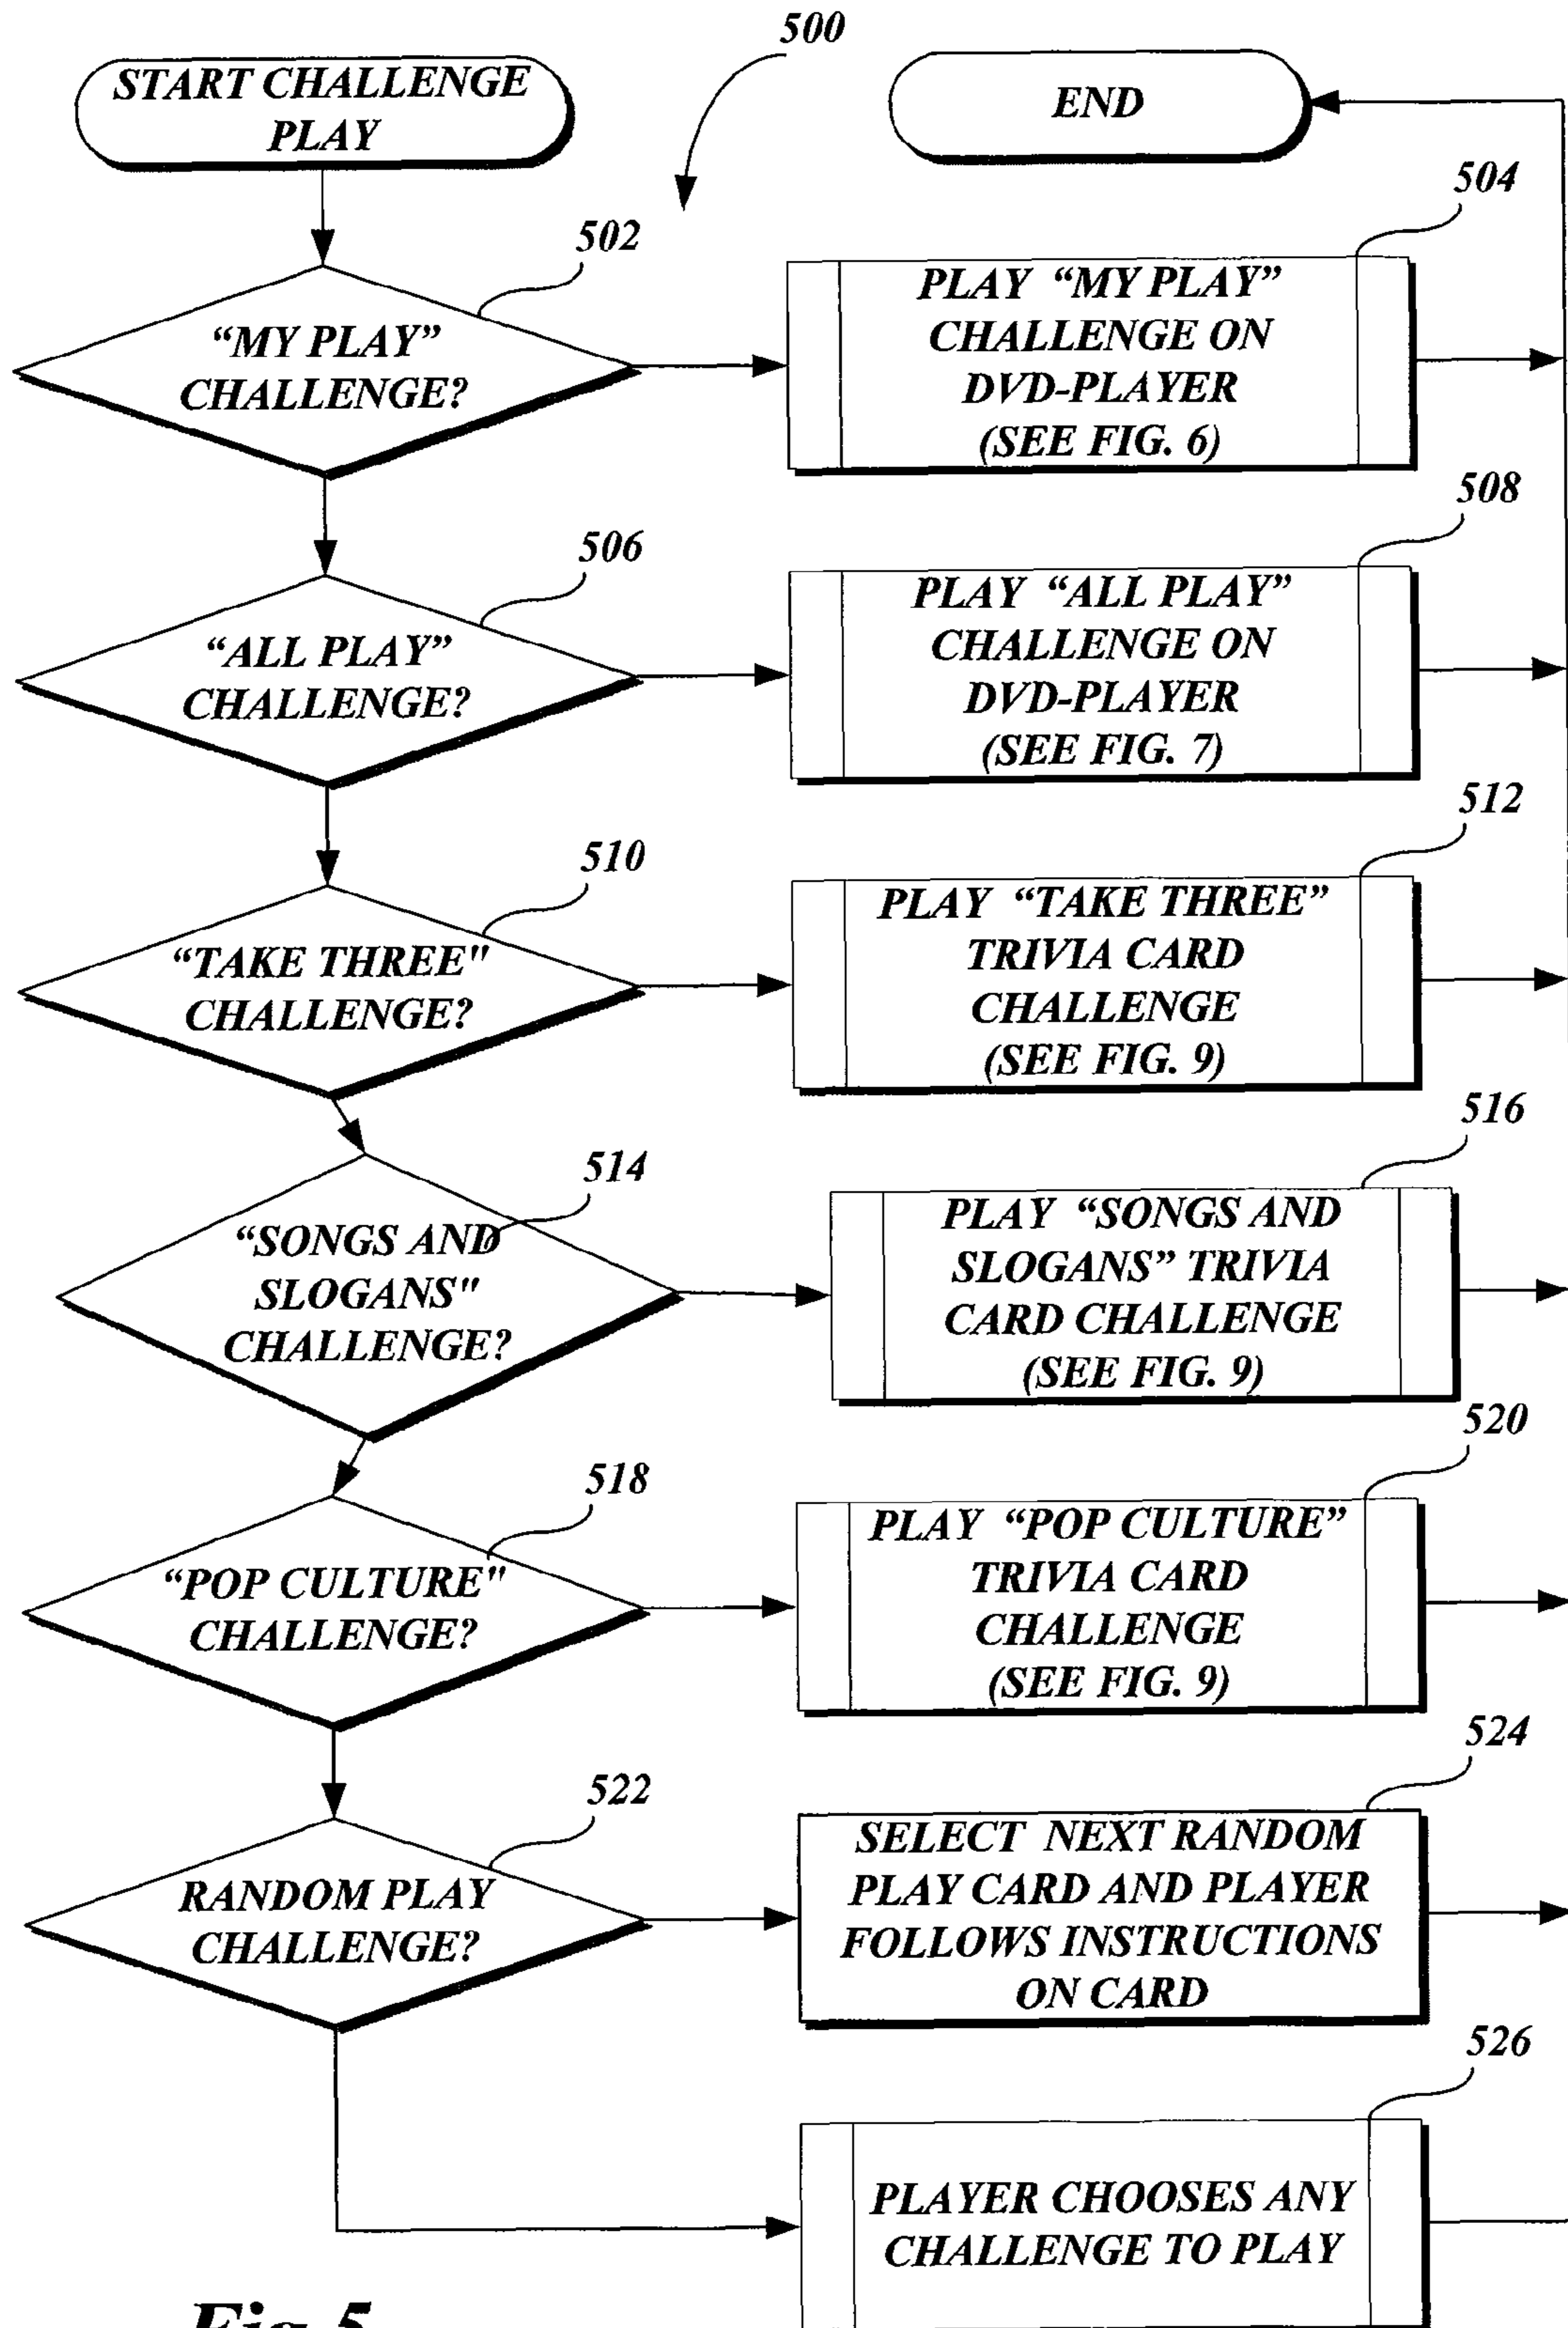 500
START CHALLENGE
PLAY
END
502
“MY PLAY”
CHALLENGE?
504
PLAY “MY PLAY”
CHALLENGE ON
DVD-PLAYER
(SEE FIG. 6)
506
“ALL PLAY”
CHALLENGE?
508
PLAY “ALL PLAY”
CHALLENGE ON
DVD-PLAYER
(SEE FIG. 7)
510
“TAKE THREE"
CHALLENGE?
512
PLAY “TAKE THREE”
TRIVIA CARD
CHALLENGE
(SEE FIG. 9)
514
“SONGS AND
SLOGANS"
CHALLENGE?
516
PLAY “SONGS AND
SLOGANS” TRIVIA
CARD CHALLENGE
(SEE FIG. 9)
518
“POP CULTURE"
CHALLENGE?
520
PLAY “POP CULTURE”
TRIVIA CARD
CHALLENGE
(SEE FIG. 9)
522
RANDOM PLAY
CHALLENGE?
524
SELECT NEXT RANDOM
PLAY CARD AND PLAYER
FOLLOWS INSTRUCTIONS
ON CARD
526
PLAYER CHOOSES ANY
CHALLENGE TO PLAY
Fig.5